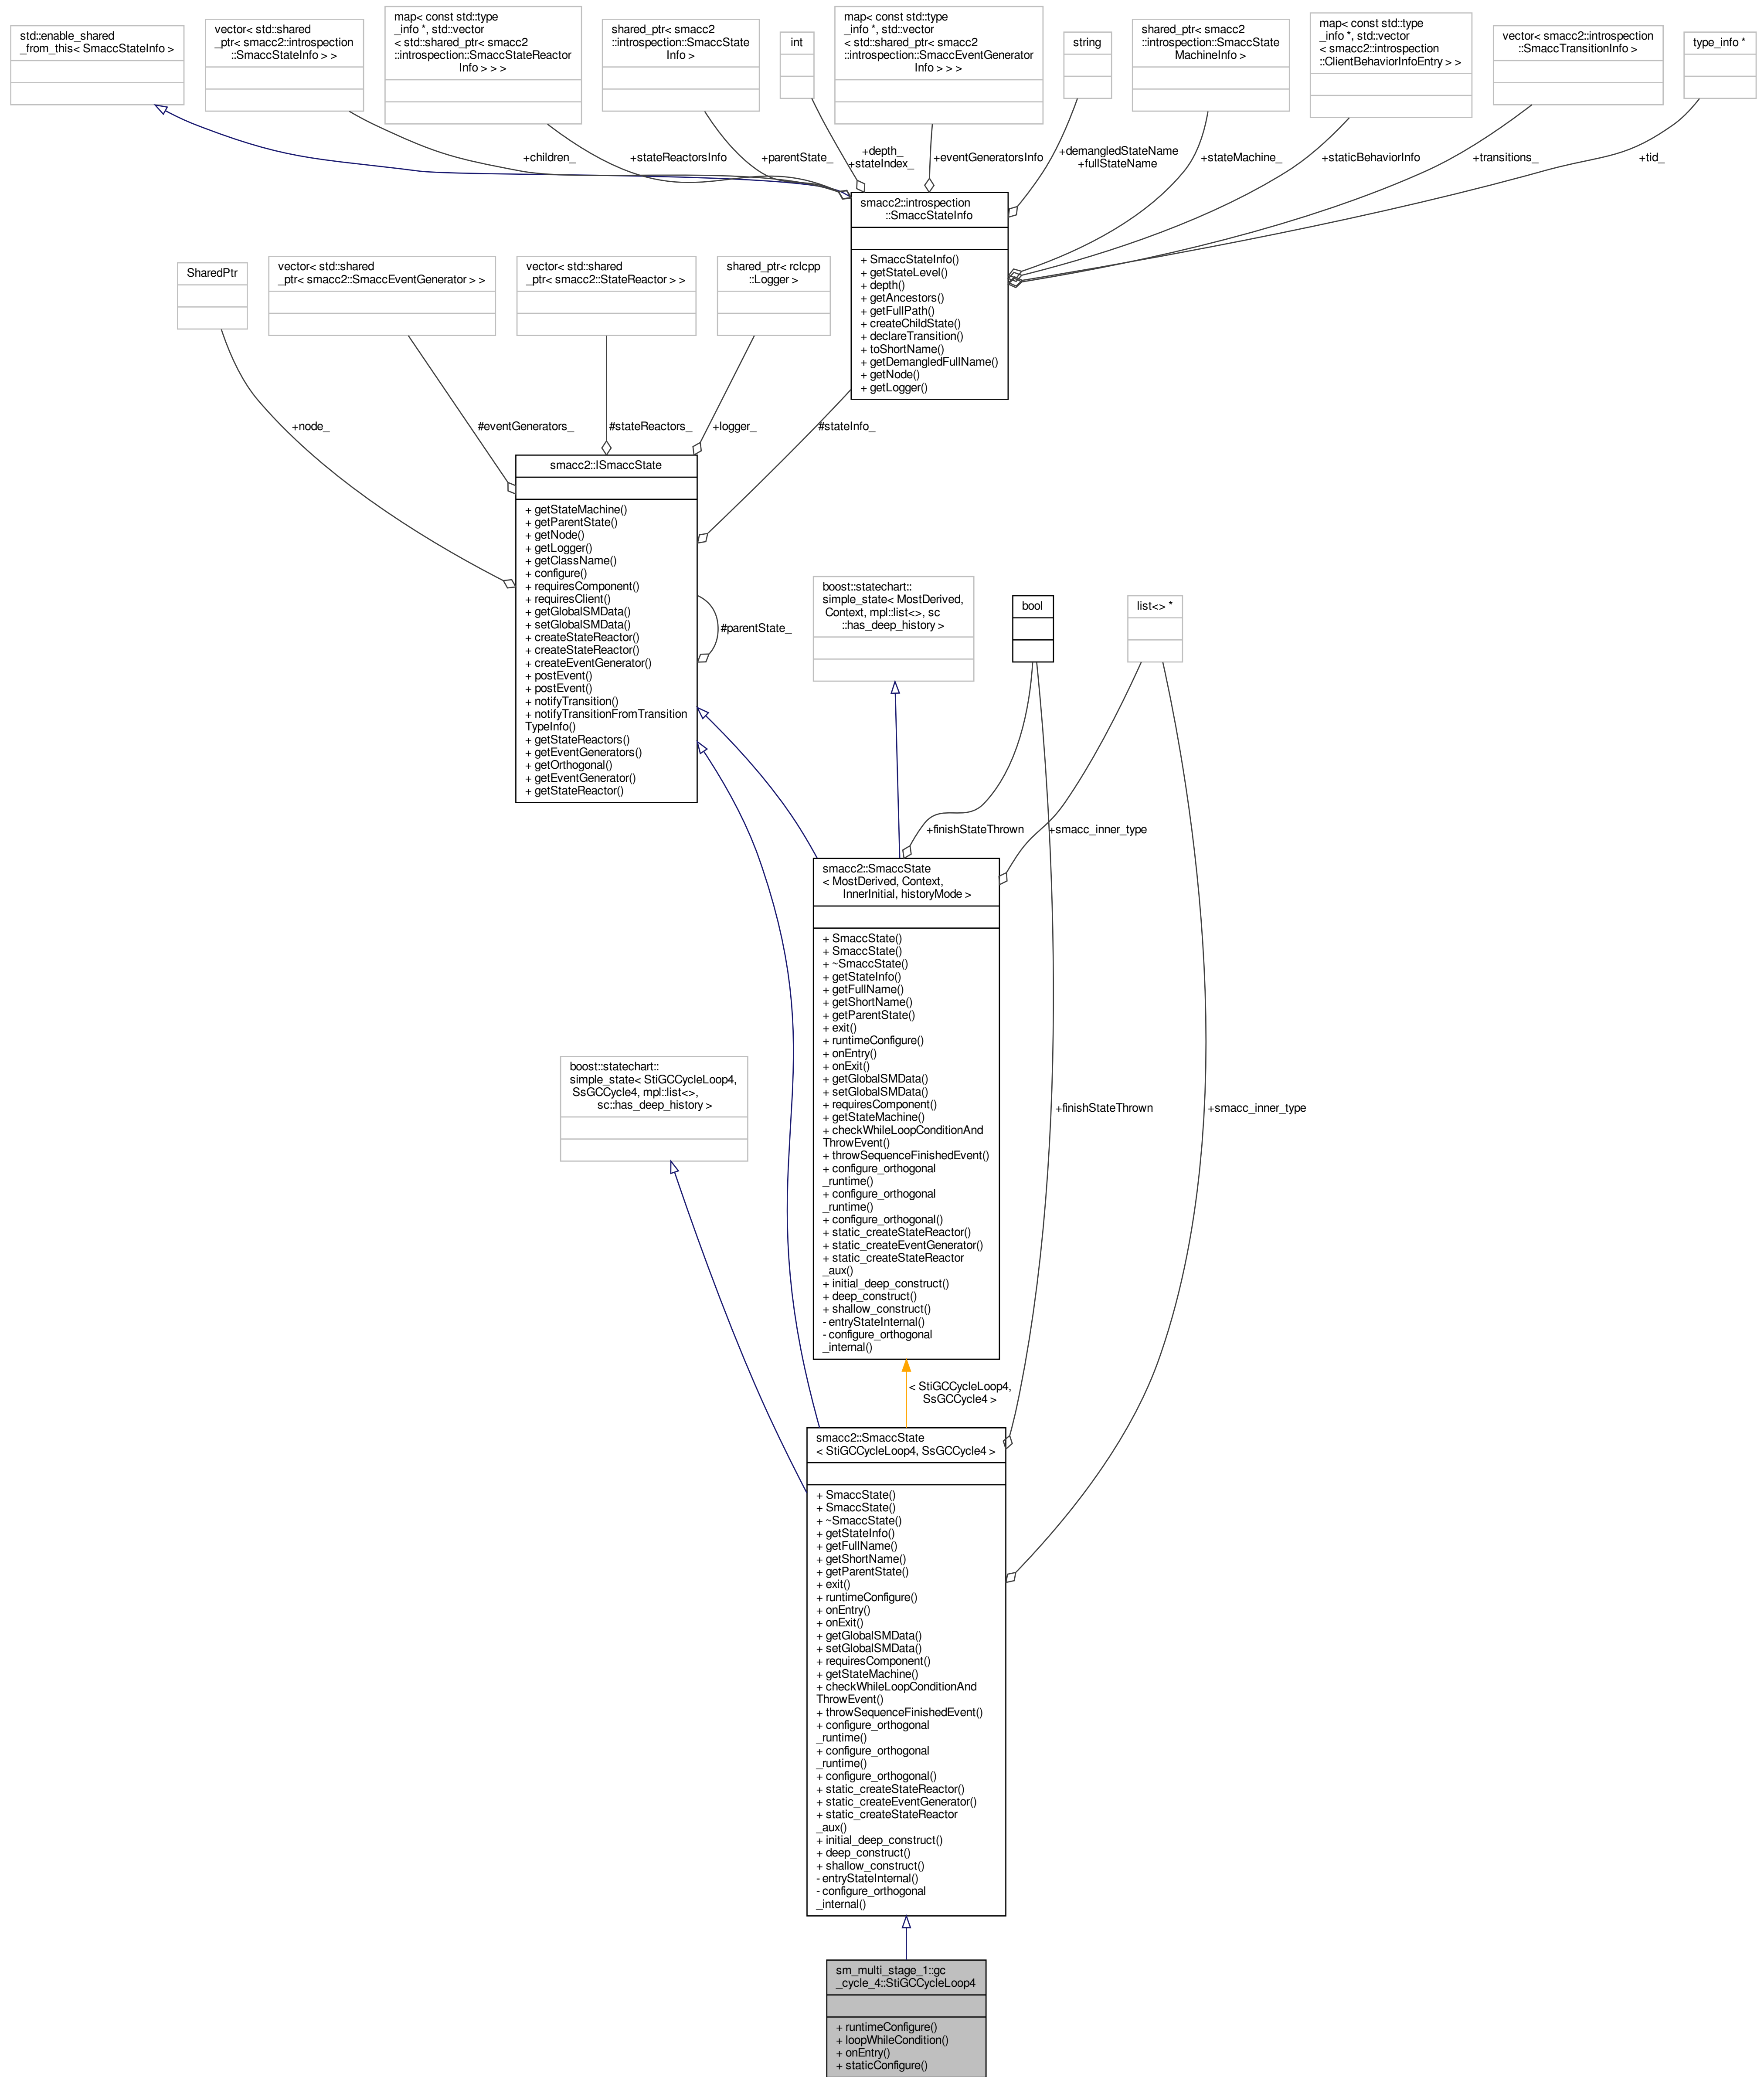 std::enable_shared
_from_this< SmaccStateInfo >
vector< std::shared
_ptr< smacc2::introspection
::SmaccStateInfo > >
map< const std::type
_info *, std::vector
< std::shared_ptr< smacc2
::introspection::SmaccStateReactor
Info > > >
shared_ptr< smacc2
::introspection::SmaccState
Info >
int
map< const std::type
_info *, std::vector
< std::shared_ptr< smacc2
::introspection::SmaccEventGenerator
Info > > >
string
shared_ptr< smacc2
::introspection::SmaccState
MachineInfo >
map< const std::type
_info *, std::vector
< smacc2::introspection
::ClientBehaviorInfoEntry > >
vector< smacc2::introspection
::SmaccTransitionInfo >
type_info *
+children_
+stateReactorsInfo
+parentState_
+depth_
+stateIndex_
+eventGeneratorsInfo
+demangledStateName
+fullStateName
+stateMachine_
+staticBehaviorInfo
+transitions_
+tid_
smacc2::introspection
::SmaccStateInfo
+ SmaccStateInfo()
+ getStateLevel()
+ depth()
+ getAncestors()
+ getFullPath()
+ createChildState()
+ declareTransition()
+ toShortName()
+ getDemangledFullName()
+ getNode()
+ getLogger()
SharedPtr
vector< std::shared
_ptr< smacc2::SmaccEventGenerator > >
vector< std::shared
_ptr< smacc2::StateReactor > >
shared_ptr< rclcpp
::Logger >
+node_
#eventGenerators_
#stateReactors_
+logger_
#stateInfo_
smacc2::ISmaccState
+ getStateMachine()
+ getParentState()
+ getNode()
+ getLogger()
+ getClassName()
+ configure()
+ requiresComponent()
+ requiresClient()
+ getGlobalSMData()
+ setGlobalSMData()
+ createStateReactor()
+ createStateReactor()
+ createEventGenerator()
+ postEvent()
+ postEvent()
+ notifyTransition()
+ notifyTransitionFromTransition
TypeInfo()
+ getStateReactors()
+ getEventGenerators()
+ getOrthogonal()
+ getEventGenerator()
+ getStateReactor()
#parentState_
boost::statechart::
simple_state< MostDerived,
Context, mpl::list<>, sc
::has_deep_history >
bool
list<> *
+finishStateThrown
+smacc_inner_type
smacc2::SmaccState
< MostDerived, Context,
InnerInitial, historyMode >
+ SmaccState()
+ SmaccState()
+ ~SmaccState()
+ getStateInfo()
+ getFullName()
+ getShortName()
+ getParentState()
+ exit()
+ runtimeConfigure()
+ onEntry()
+ onExit()
+ getGlobalSMData()
+ setGlobalSMData()
+ requiresComponent()
+ getStateMachine()
+ checkWhileLoopConditionAnd
ThrowEvent()
+ throwSequenceFinishedEvent()
+ configure_orthogonal
_runtime()
+ configure_orthogonal
_runtime()
+ configure_orthogonal()
+ static_createStateReactor()
+ static_createEventGenerator()
+ static_createStateReactor
_aux()
+ initial_deep_construct()
+ deep_construct()
+ shallow_construct()
- entryStateInternal()
- configure_orthogonal
_internal()
boost::statechart::
simple_state< StiGCCycleLoop4,
SsGCCycle4, mpl::list<>,
sc::has_deep_history >
+finishStateThrown
+smacc_inner_type
< StiGCCycleLoop4,
SsGCCycle4 >
smacc2::SmaccState
< StiGCCycleLoop4, SsGCCycle4 >
+ SmaccState()
+ SmaccState()
+ ~SmaccState()
+ getStateInfo()
+ getFullName()
+ getShortName()
+ getParentState()
+ exit()
+ runtimeConfigure()
+ onEntry()
+ onExit()
+ getGlobalSMData()
+ setGlobalSMData()
+ requiresComponent()
+ getStateMachine()
+ checkWhileLoopConditionAnd
ThrowEvent()
+ throwSequenceFinishedEvent()
+ configure_orthogonal
_runtime()
+ configure_orthogonal
_runtime()
+ configure_orthogonal()
+ static_createStateReactor()
+ static_createEventGenerator()
+ static_createStateReactor
_aux()
+ initial_deep_construct()
+ deep_construct()
+ shallow_construct()
- entryStateInternal()
- configure_orthogonal
_internal()
sm_multi_stage_1::gc
_cycle_4::StiGCCycleLoop4
+ runtimeConfigure()
+ loopWhileCondition()
+ onEntry()
+ staticConfigure()